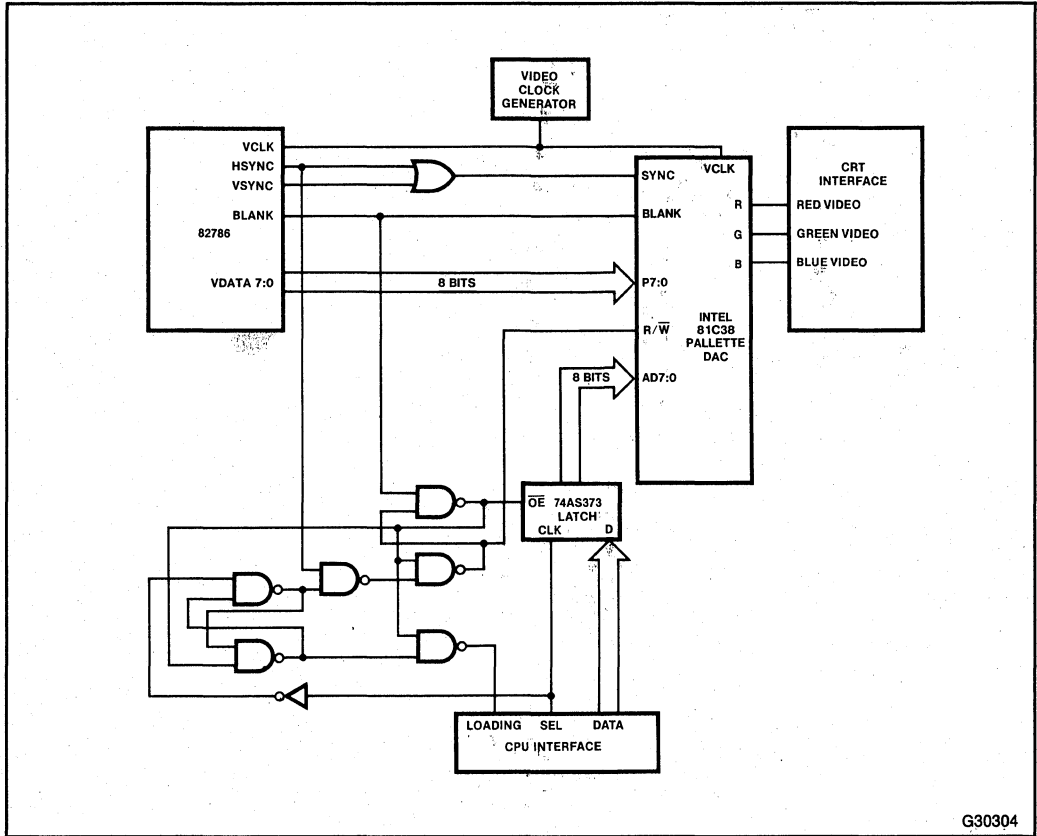 VIDEO
CLOCK
GENERATOR
VCLK
HSYNC
VSYNC
BLANK
82786
VDATA 7:0
8 BITS
VCLK
SYNC
BLANK
P7:0
R/W̅
AD7:0
R
G
B
INTEL
81C38
PALLETTE
DAC
CRT
INTERFACE
RED VIDEO
GREEN VIDEO
BLUE VIDEO
8 BITS
O̅E̅ 74AS373
LATCH
CLK D
LOADING SEL DATA
CPU INTERFACE
G30304